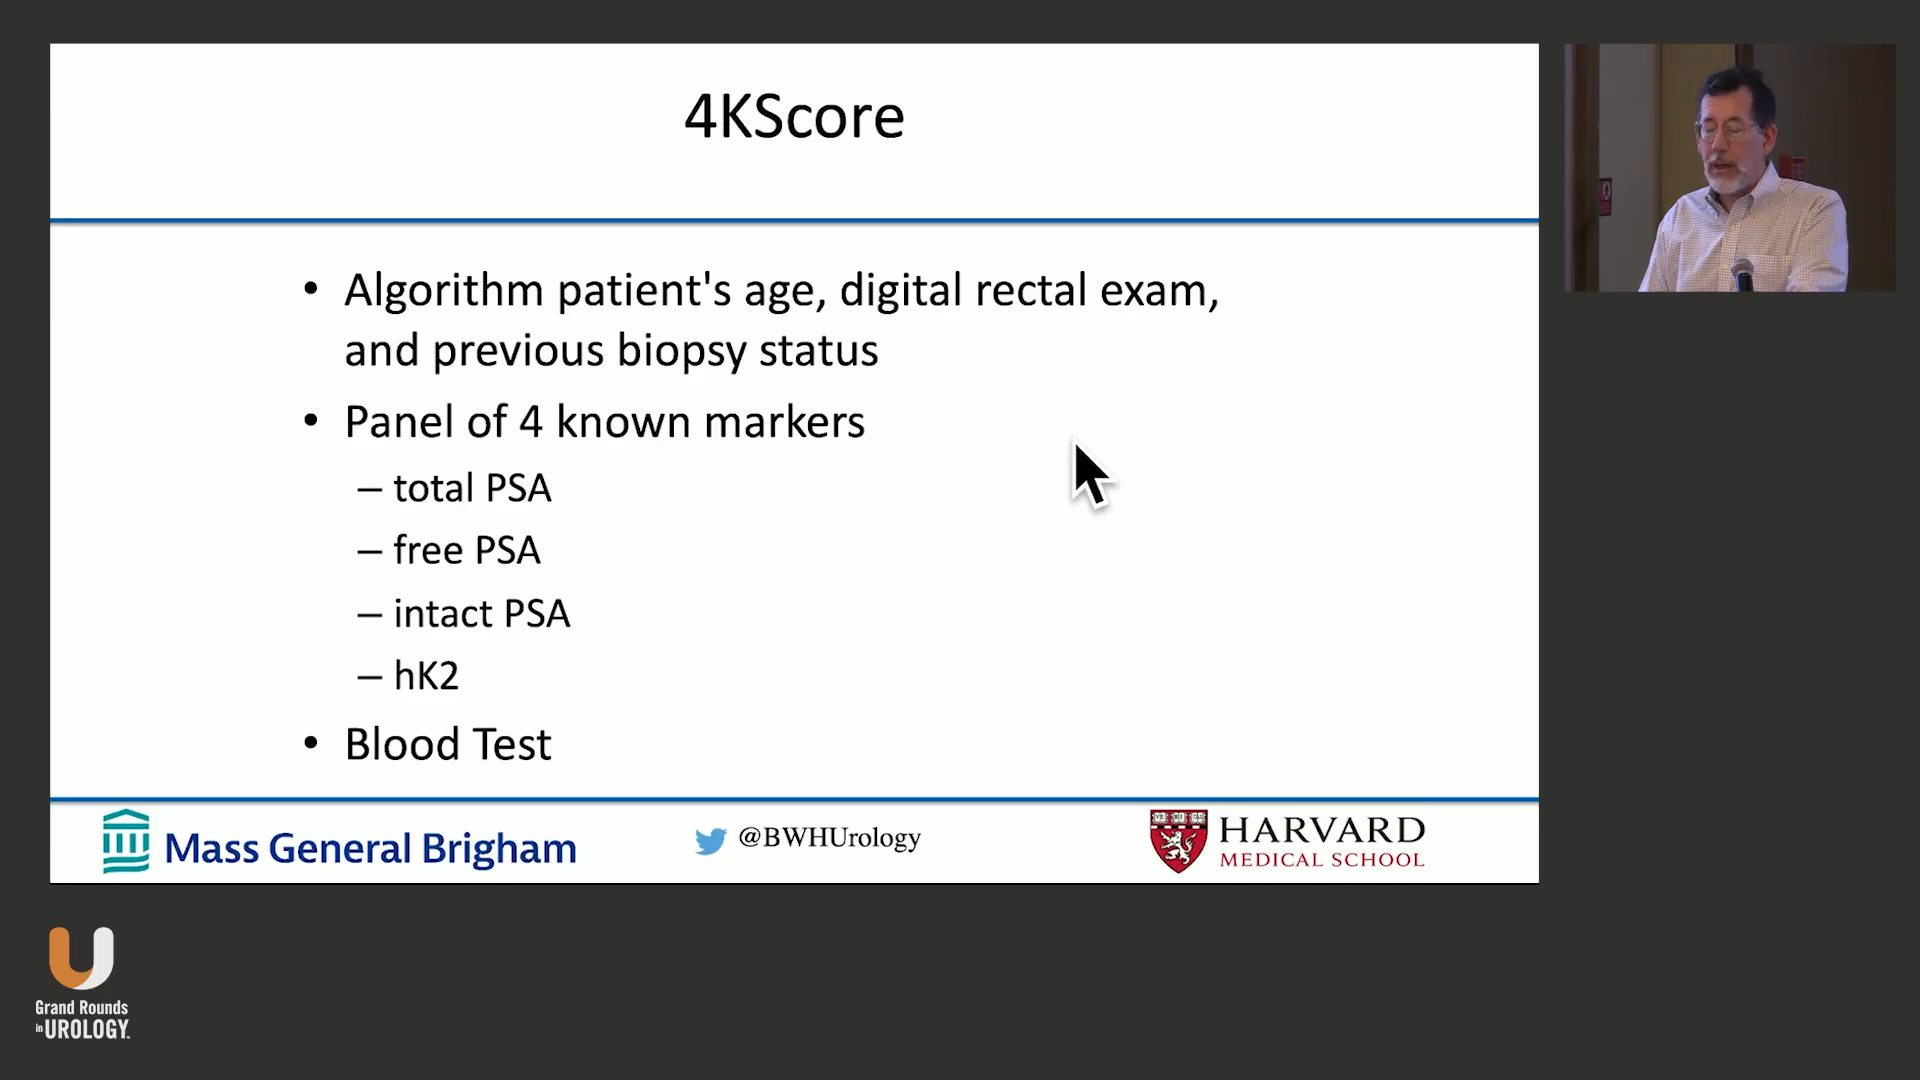 4KScore
• Algorithm patient's age, digital rectal exam,
and previous biopsy status
• Panel of 4 known markers
– total PSA
– free PSA
– intact PSA
– hK2
• Blood Test
Mass General Brigham
@BWHUrology
HARVARD
MEDICAL SCHOOL
Grand Rounds
in UROLOGY